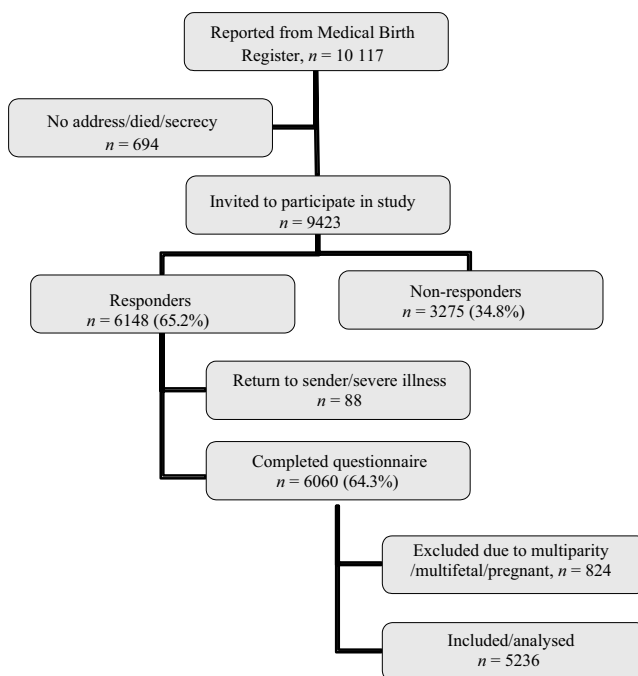 Reported from Medical Birth
Register, n = 10 117
No address/died/secrecy
n = 694
Invited to participate in study
n = 9423
Responders
n = 6148 (65.2%)
Non-responders
n = 3275 (34.8%)
Return to sender/severe illness
n = 88
Completed questionnaire
n = 6060 (64.3%)
Excluded due to multiparity
/multifetal/pregnant, n = 824
Included/analysed
n = 5236